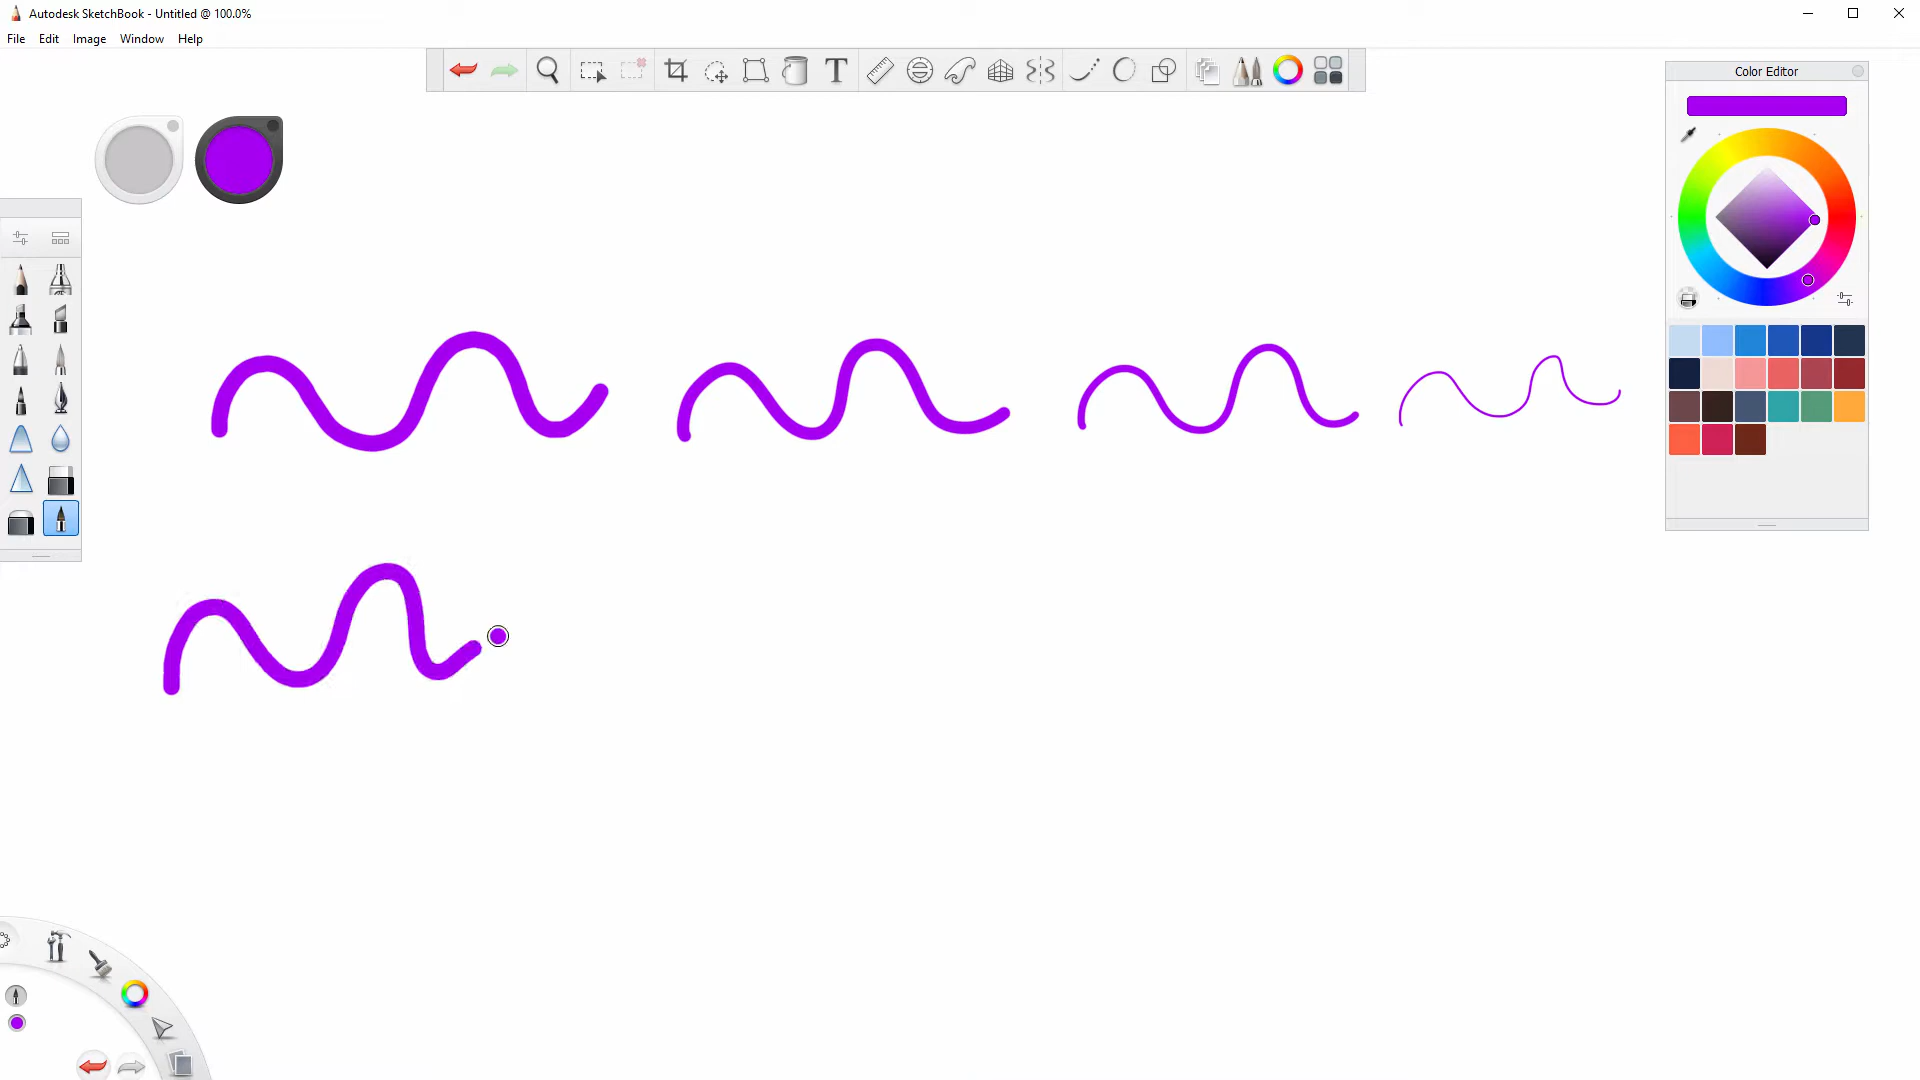 Autodesk SketchBook - Untitled @ 100.0%
File Edit Image Window Help
T
Color Editor